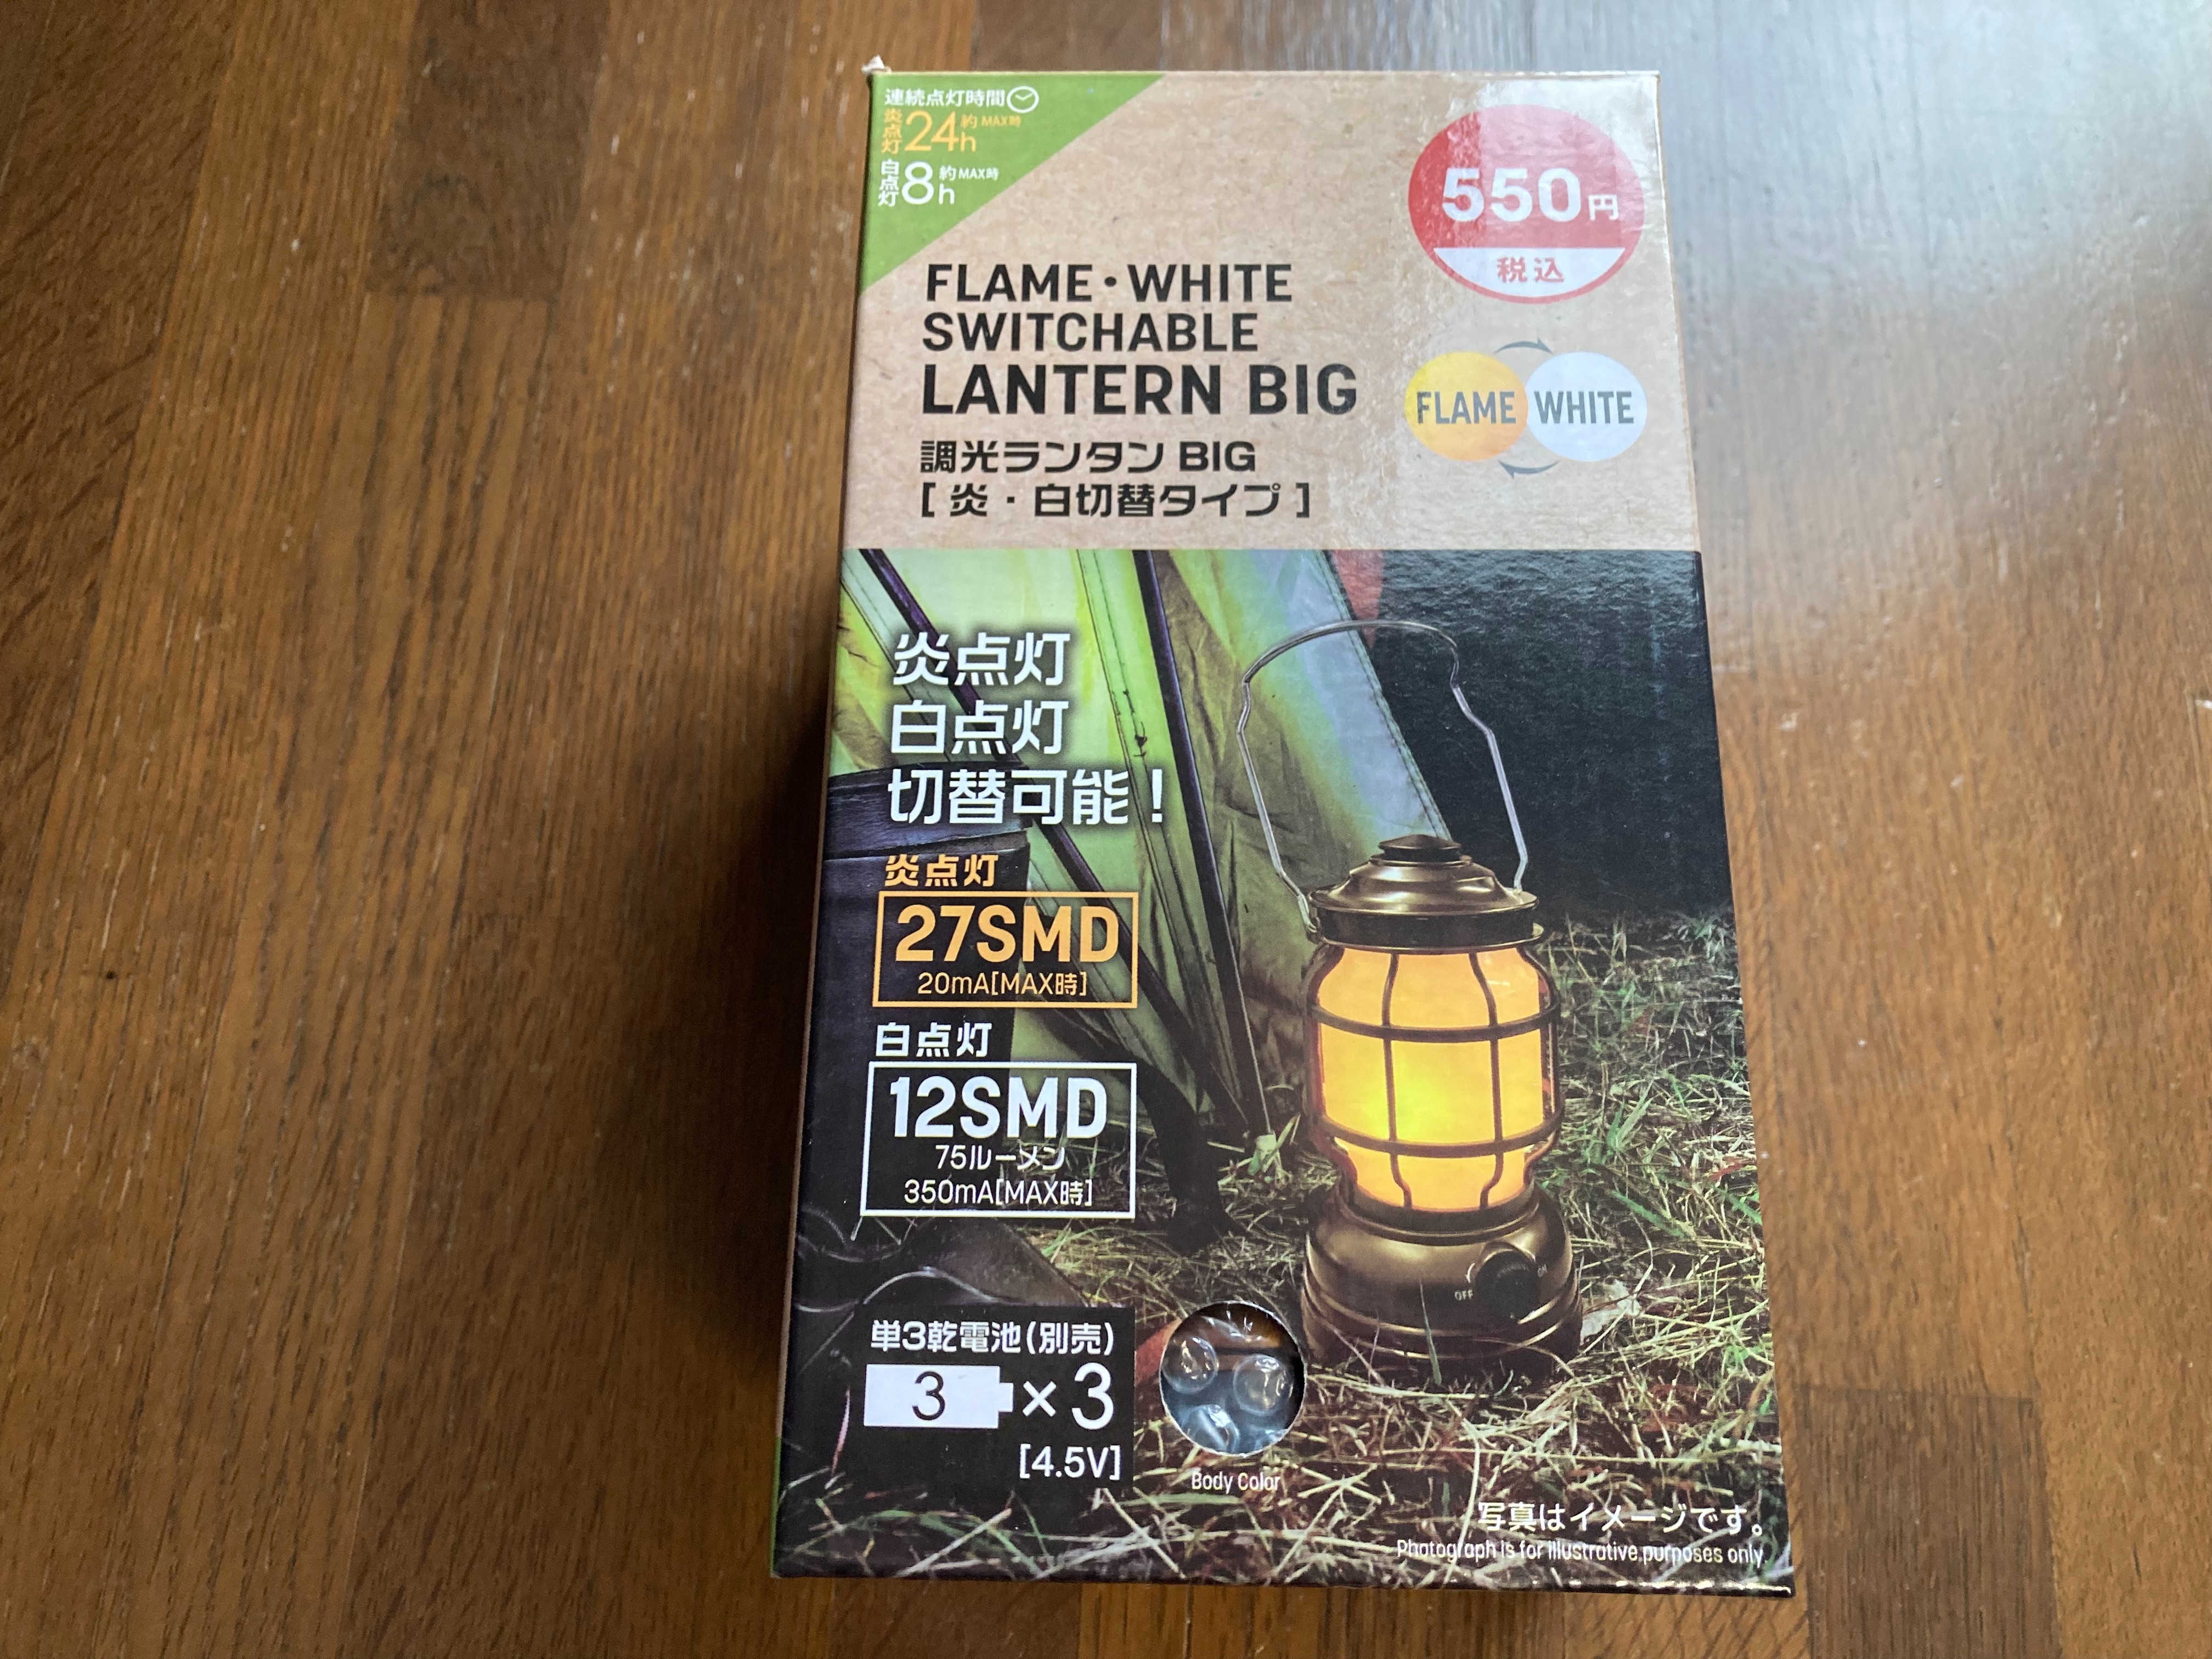 連続点灯時間
炎点灯 24h 約MAX時
白点灯 8h 約MAX時
550円
税込
FLAME・WHITE
SWITCHABLE
LANTERN BIG
FLAME WHITE
調光ランタン BIG
[ 炎・白切替タイプ ]
炎点灯
白点灯
切替可能！
炎点灯
27SMD
20mA[MAX時]
白点灯
12SMD
75ルーメン
350mA[MAX時]
OFF
ON
単3乾電池(別売)
3×3
[4.5V]
Body Color
写真はイメージです。
Photograph is for illustrative purposes only.